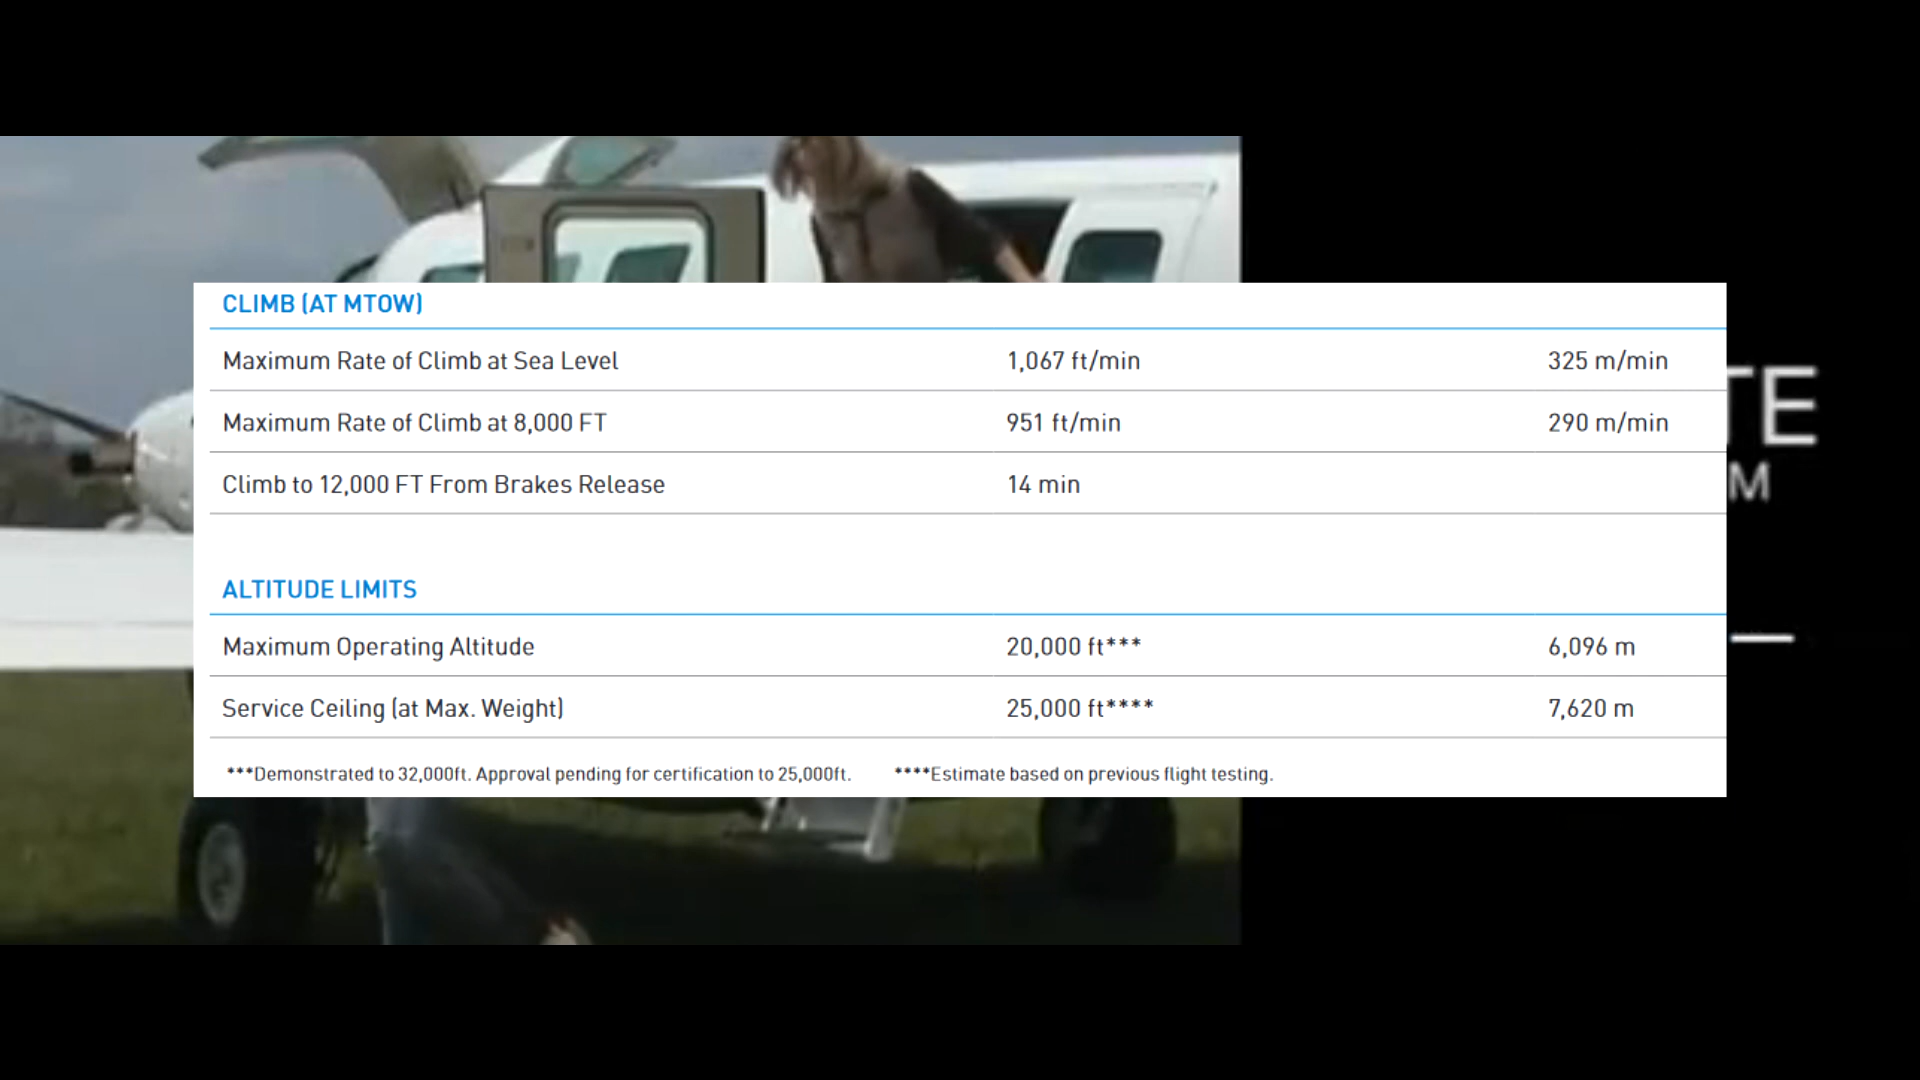 CLIMB (AT MTOW)
Maximum Rate of Climb at Sea Level 1,067 ft/min 325 m/min
Maximum Rate of Climb at 8,000 FT 951 ft/min 290 m/min
Climb to 12,000 FT From Brakes Release 14 min
ALTITUDE LIMITS
Maximum Operating Altitude 20,000 ft*** 6,096 m
Service Ceiling (at Max. Weight) 25,000 ft**** 7,620 m
***Demonstrated to 32,000ft. Approval pending for certification to 25,000ft. ****Estimate based on previous flight testing.